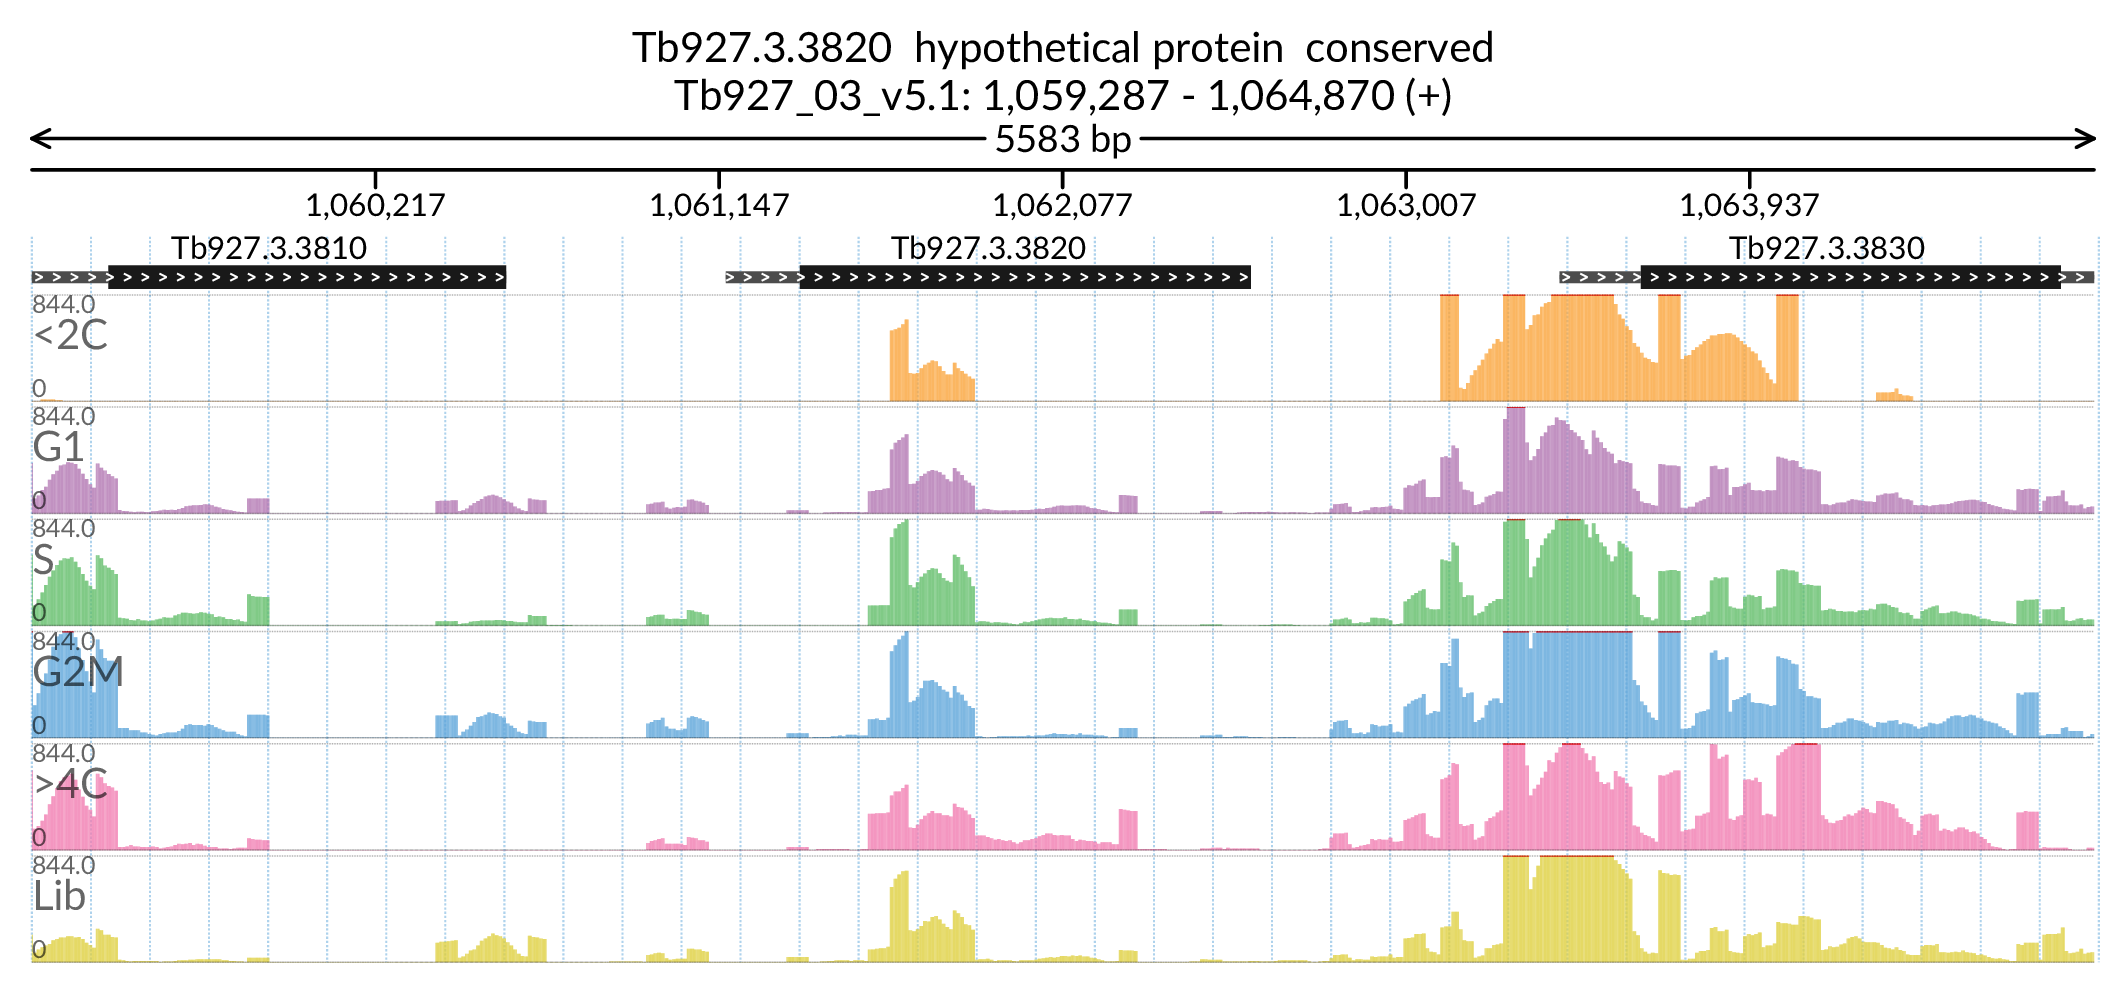 Tb927.3.3820 hypothetical protein conserved
Tb927_03_v5.1: 1,059,287 - 1,064,870 (+)
5583 bp
1,060,217 1,061,147 1,062,077 1,063,007 1,063,937
Tb927.3.3810 Tb927.3.3820 Tb927.3.3830
844.0
<2C
0
844.0
G1
0
844.0
S
0
844.0
G2M
0
844.0
>4C
0
844.0
Lib
0